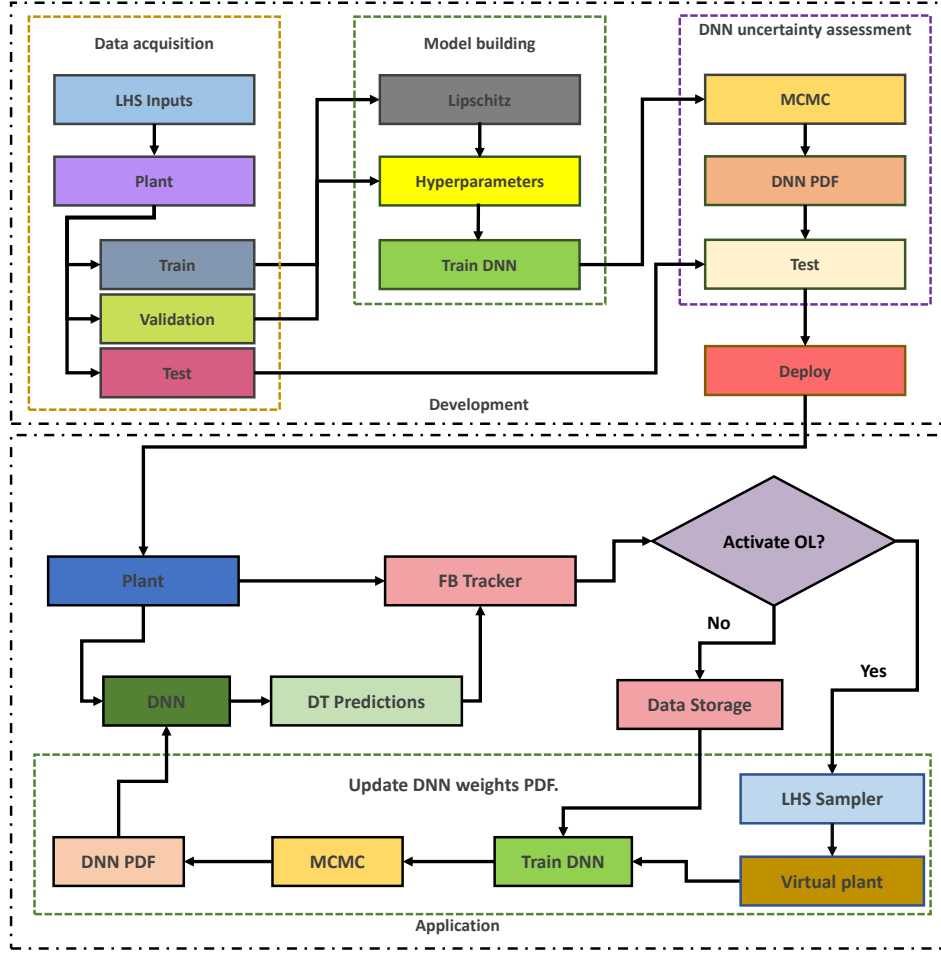 Data acquisition
LHS Inputs
Plant
Train
Validation
Test
Model building
Lipschitz
Hyperparameters
Train DNN
DNN uncertainty assessment
MCMC
DNN PDF
Test
Deploy
Development
Plant
FB Tracker
Activate OL?
No
Yes
DNN
DT Predictions
Data Storage
Update DNN weights PDF.
LHS Sampler
DNN PDF
MCMC
Train DNN
Virtual plant
Application